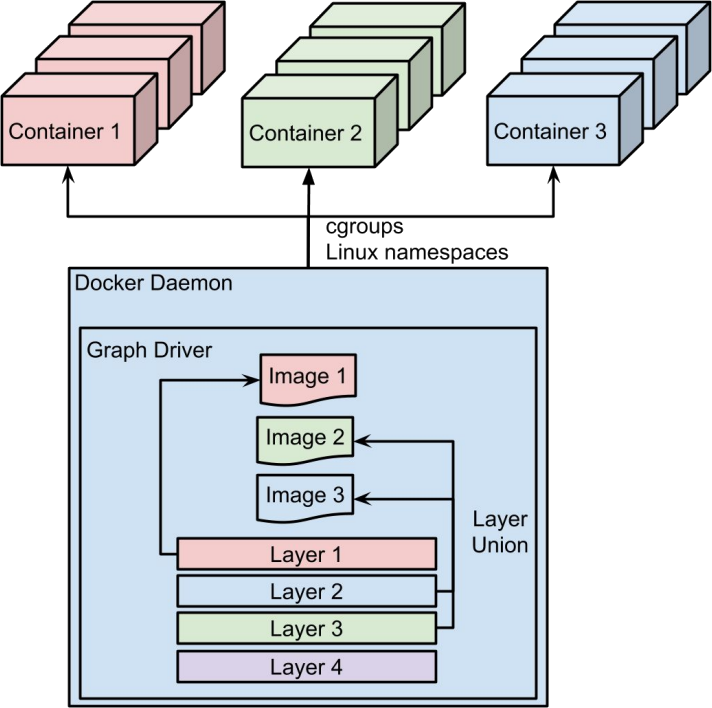 Container 1
Container 2
Container 3
cgroups
Linux namespaces
Docker Daemon
Graph Driver
Image 1
Image 2
Image 3
Layer
Union
Layer 1
Layer 2
Layer 3
Layer 4